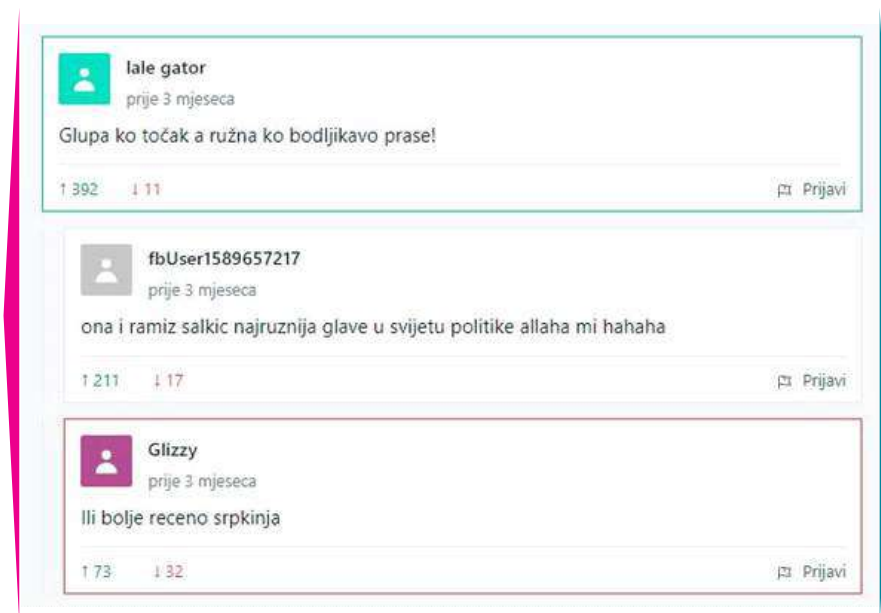 lale gator
prije 3 mjeseca
Glupa ko točak a ružna ko bodljikavo prase!
↑ 392 ↓ 11 Prijavi
fbUser1589657217
prije 3 mjeseca
ona i ramiz salkic najruznija glave u svijetu politike allaha mi hahaha
↑ 211 ↓ 17 Prijavi
Glizzy
prije 3 mjeseca
Ili bolje receno srpkinja
↑ 73 ↓ 32 Prijavi